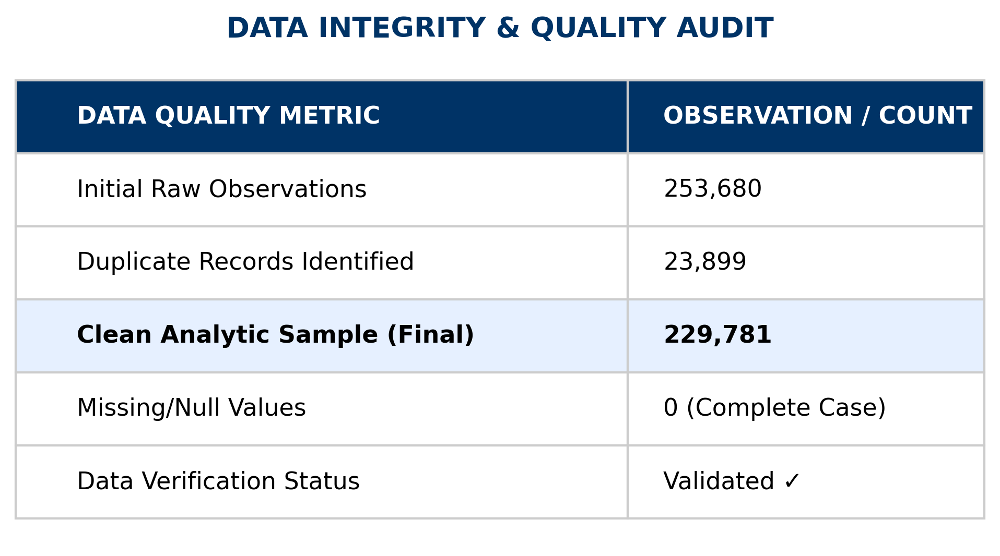 DATA INTEGRITY & QUALITY AUDIT
DATA QUALITY METRIC OBSERVATION / COUNT
Initial Raw Observations 253,680
Duplicate Records Identified 23,899
Clean Analytic Sample (Final) 229,781
Missing/Null Values 0 (Complete Case)
Data Verification Status Validated ✓